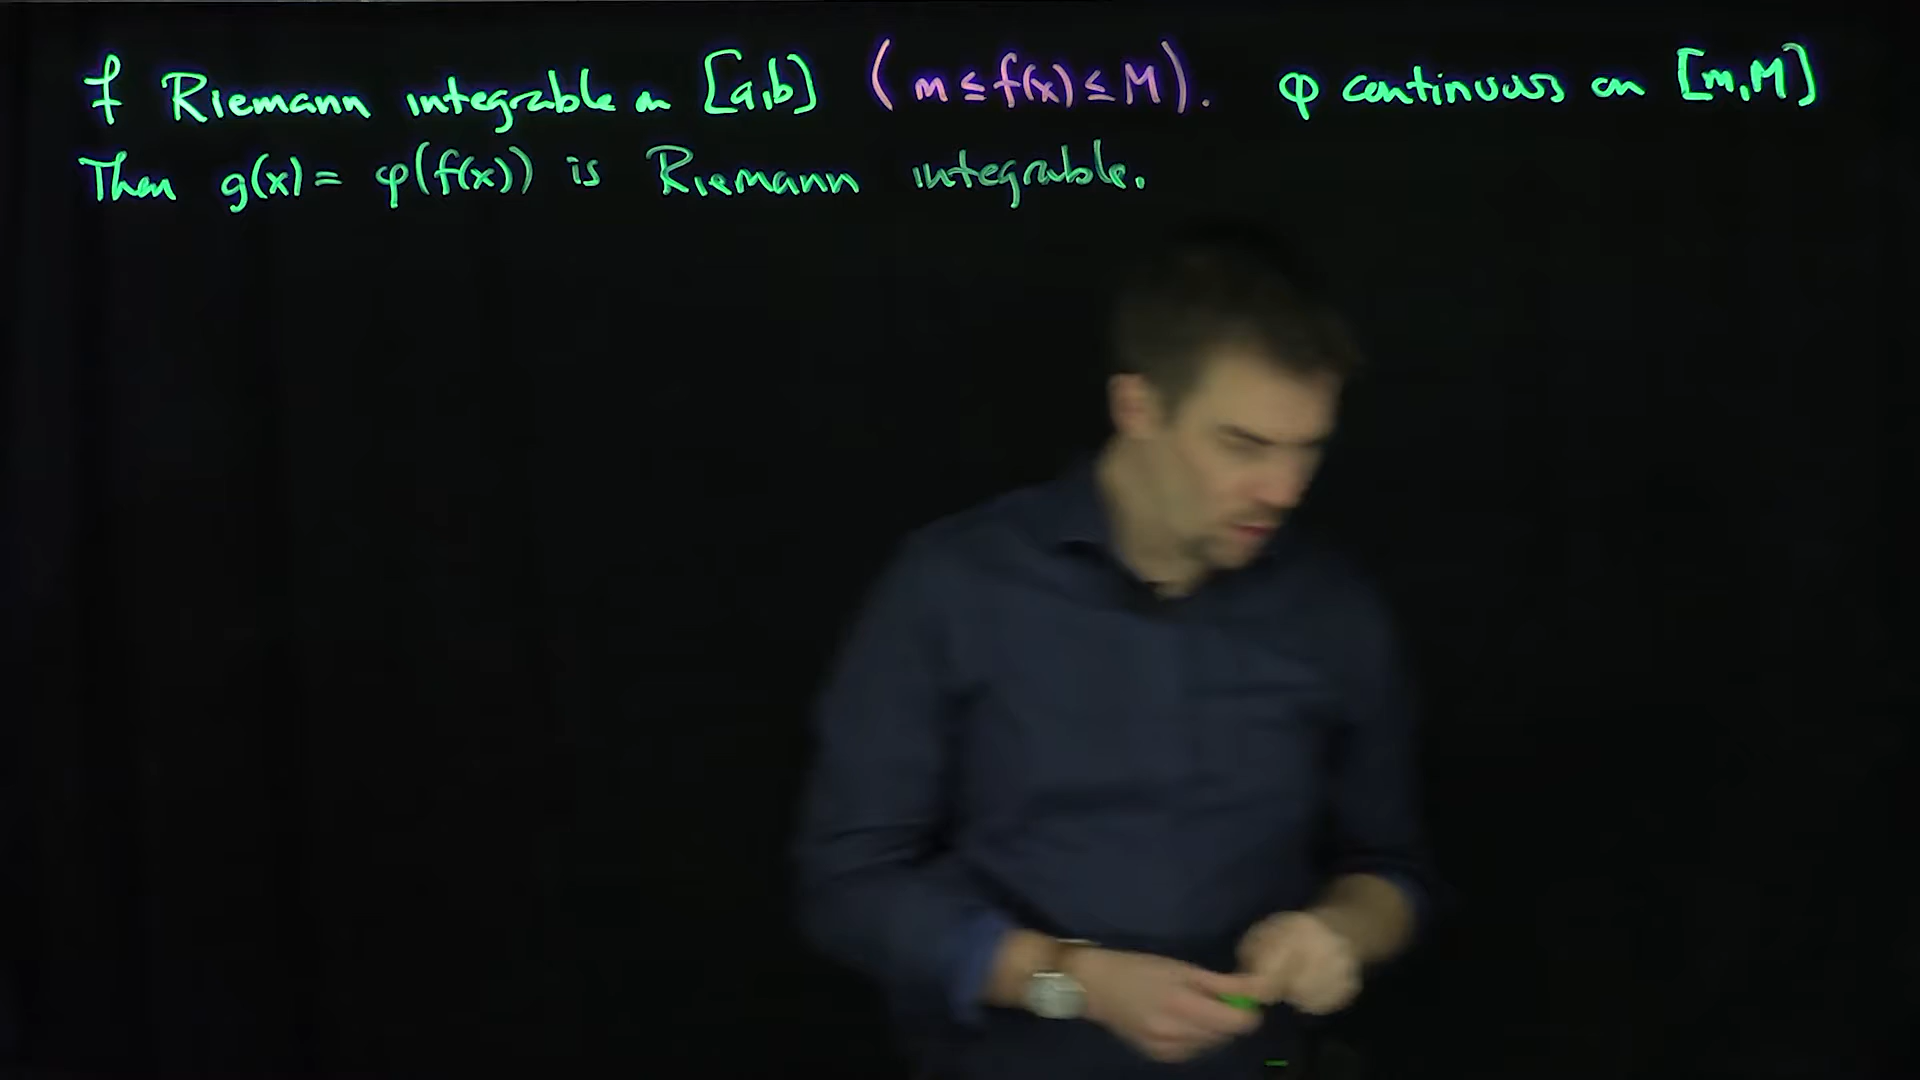 f Riemann integrable on [a,b] (m ≤ f(x) ≤ M). φ continuous on [m,M]
Then g(x) = φ(f(x)) is Riemann integrable.